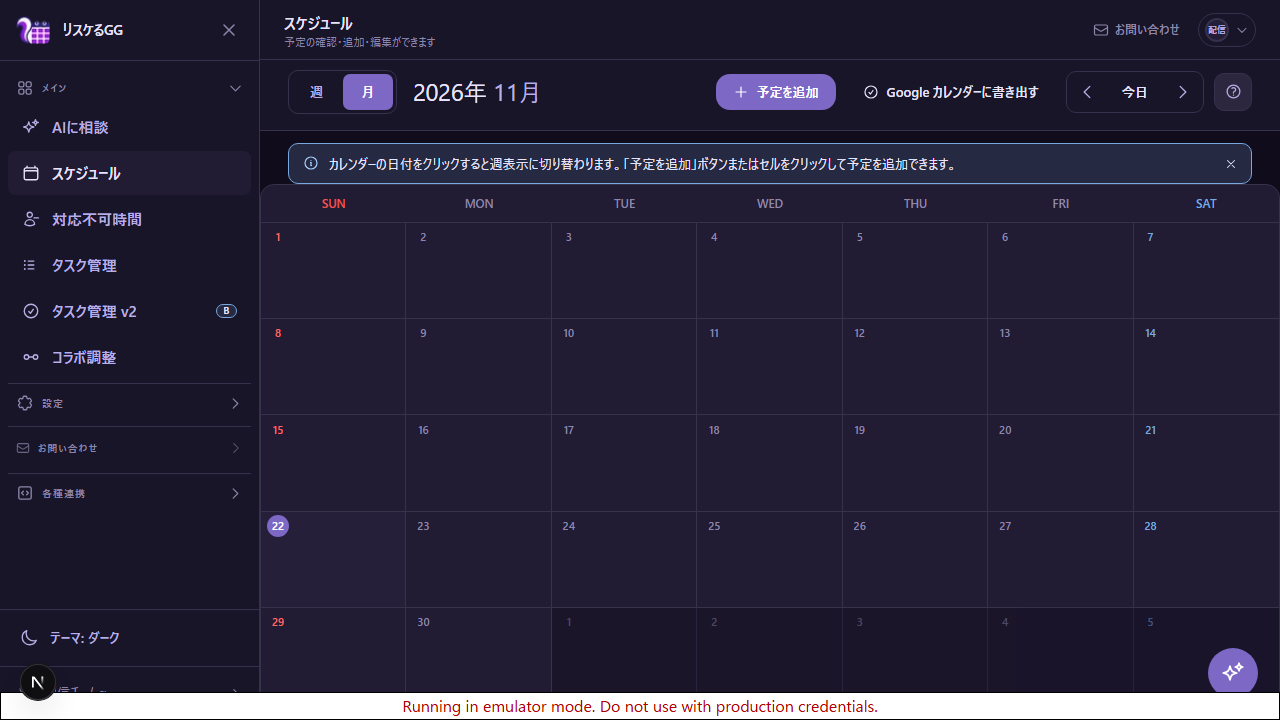 リスケるGG
メイン
AIに相談
スケジュール
対応不可時間
タスク管理
タスク管理 v2
β
コラボ調整
設定
お問い合わせ
各種連携
テーマ: ダーク
N
スケジュール
予定の確認・追加・編集ができます
お問い合わせ
配信
週 月 2026年 11月
予定を追加
Google カレンダーに書き出す
今日
カレンダーの日付をクリックすると週表示に切り替わります。「予定を追加」ボタンまたはセルをクリックして予定を追加できます。
SUN MON TUE WED THU FRI SAT
1 2 3 4 5 6 7
8 9 10 11 12 13 14
15 16 17 18 19 20 21
22 23 24 25 26 27 28
29 30 1 2 3 4 5
Running in emulator mode. Do not use with production credentials.